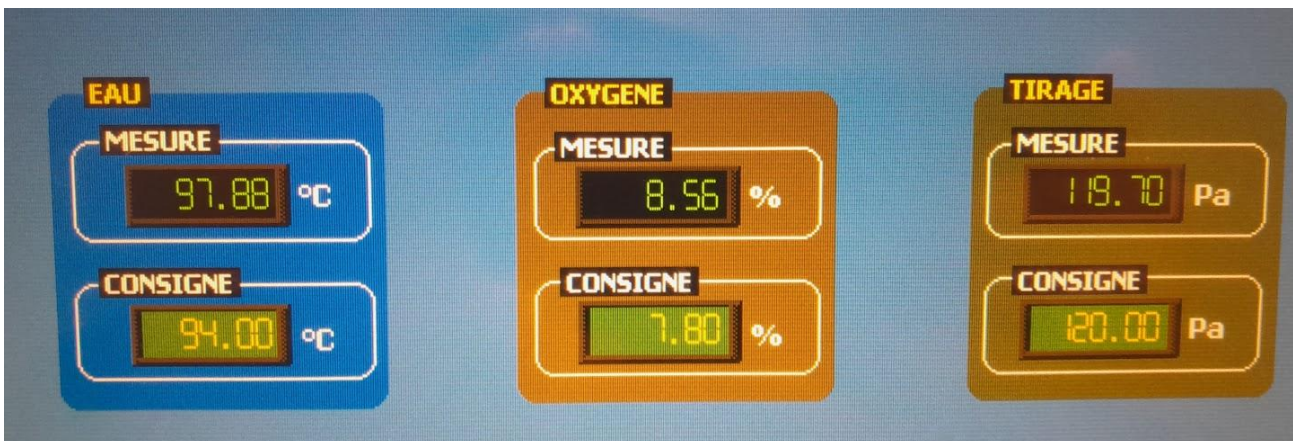 EAU
MESURE
97.88 °C
CONSIGNE
94.00 °C
OXYGENE
MESURE
8.56 %
CONSIGNE
7.80 %
TIRAGE
MESURE
119.70 Pa
CONSIGNE
120.00 Pa